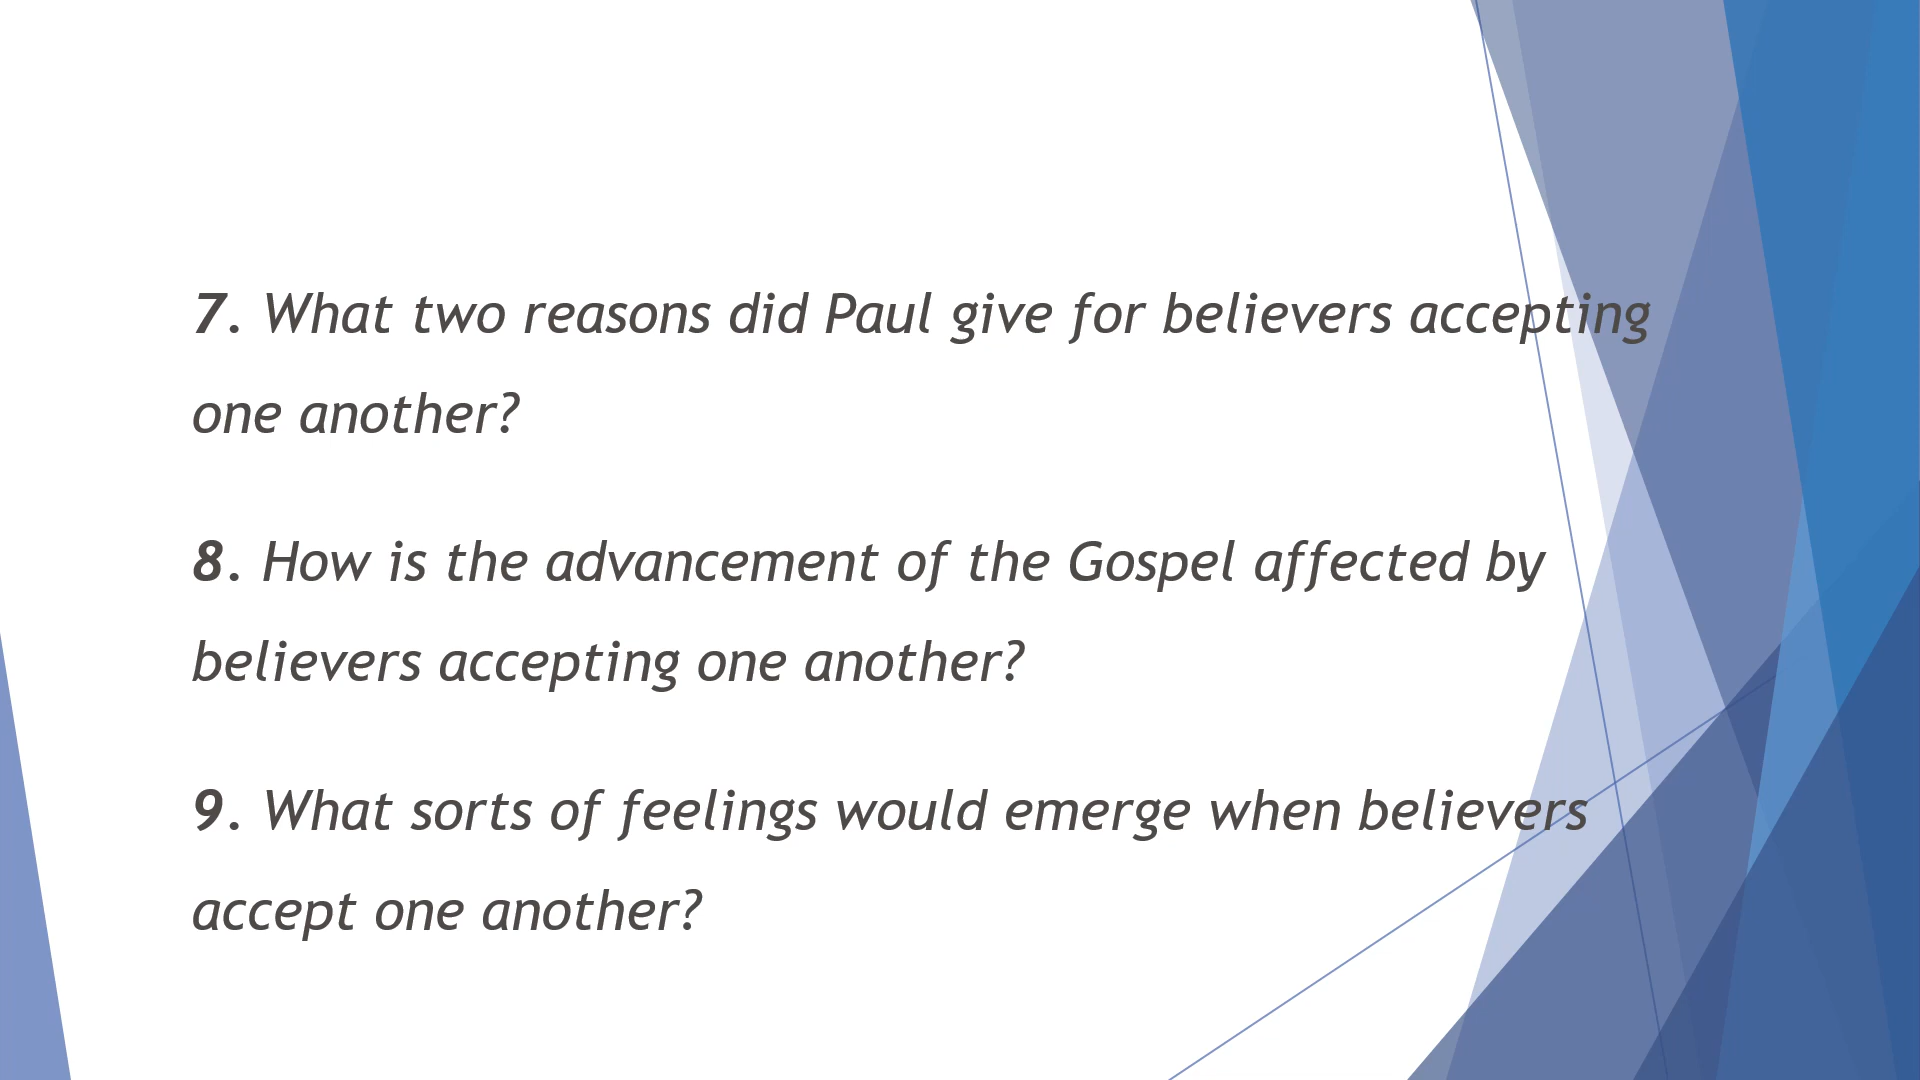 7. What two reasons did Paul give for believers accepting
one another?
8. How is the advancement of the Gospel affected by
believers accepting one another?
9. What sorts of feelings would emerge when believers
accept one another?